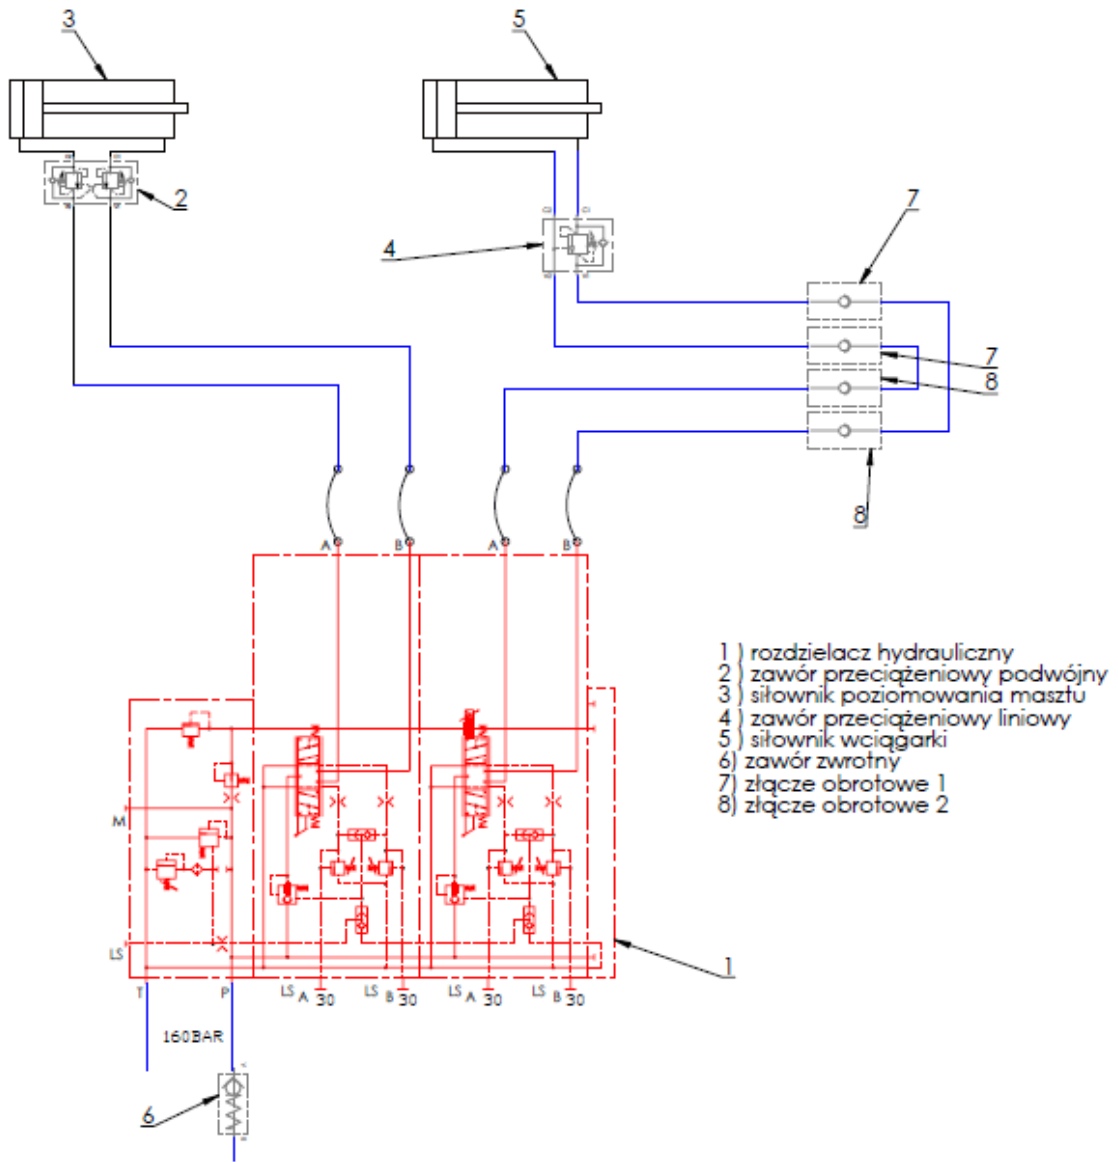 3
5
2
4
7
7
8
8
A
B
A
B
1 ) rozdzielacz hydrauliczny
2 ) zawór przeciążeniowy podwójny
3 ) siłownik poziomowania masztu
4 ) zawór przeciążeniowy liniowy
5 ) siłownik wciągarki
6) zawór zwrotny
7) złącze obrotowe 1
8) złącze obrotowe 2
M
LS
1
T
P
LS A 30
LS B 30
LS A 30
LS B 30
160BAR
6